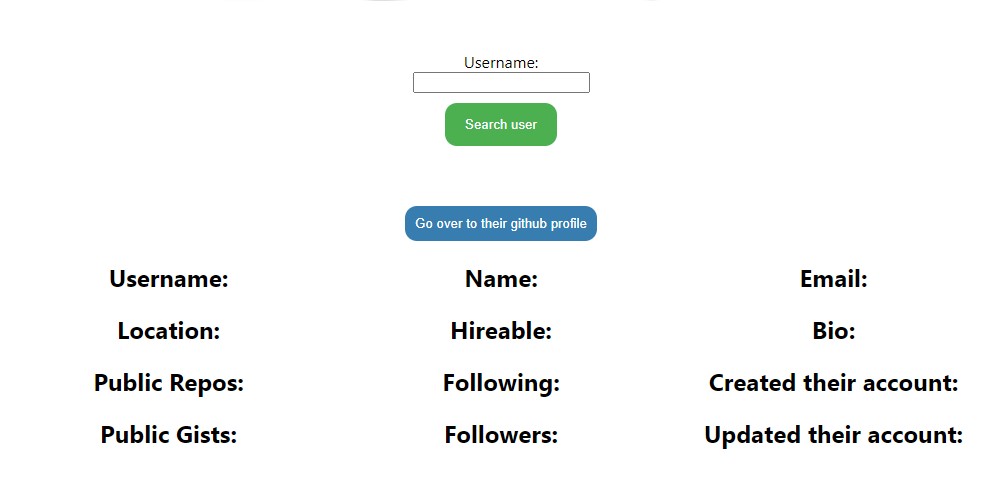 Username:
Search user
Go over to their github profile
Username: Name: Email:
Location: Hireable: Bio:
Public Repos: Following: Created their account:
Public Gists: Followers: Updated their account: